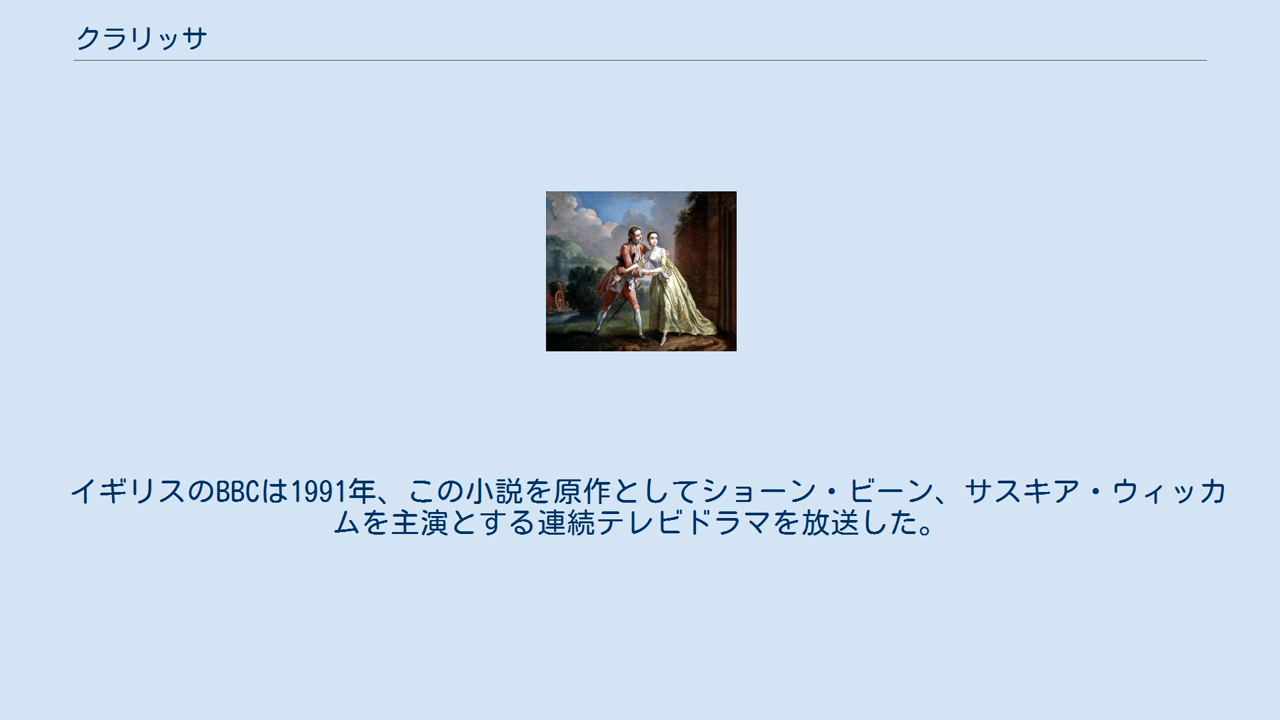 クラリッサ
イギリスのBBCは1991年、この小説を原作としてショーン・ビーン、サスキア・ウィッカ
ムを主演とする連続テレビドラマを放送した。